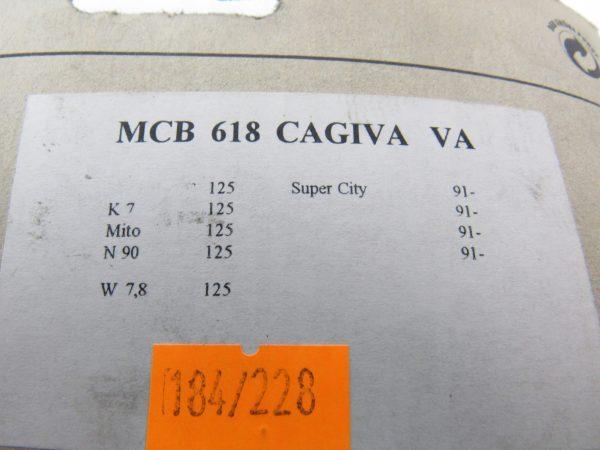 MCB 618 CAGIVA VA
125 Super City 91-
K 7 125 91-
Mito 125 91-
N 90 125 91-
W 7,8 125
184/228